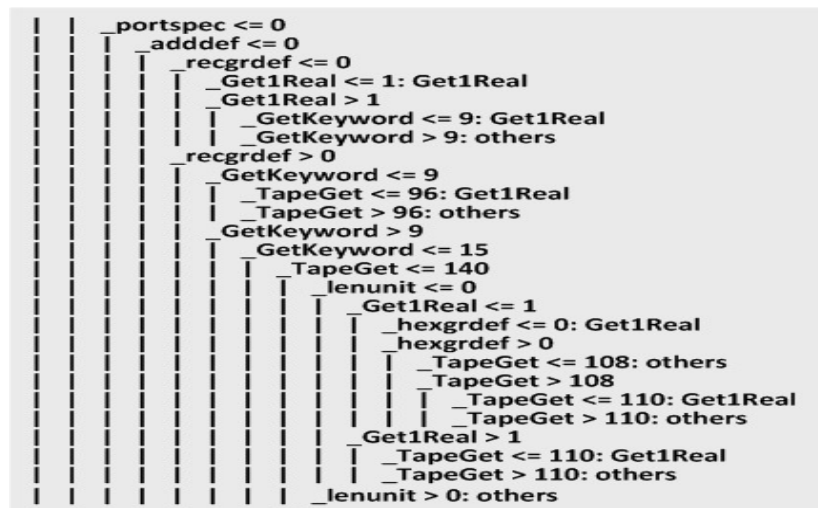 | | _portspec <= 0
| | | _adddef <= 0
| | | | _recgrdef <= 0
| | | | | _Get1Real <= 1: Get1Real
| | | | | _Get1Real > 1
| | | | | | _GetKeyword <= 9: Get1Real
| | | | | | _GetKeyword > 9: others
| | | | _recgrdef > 0
| | | | | _GetKeyword <= 9
| | | | | | _TapeGet <= 96: Get1Real
| | | | | | _TapeGet > 96: others
| | | | | _GetKeyword > 9
| | | | | | _GetKeyword <= 15
| | | | | | | _TapeGet <= 140
| | | | | | | | _lenunit <= 0
| | | | | | | | | _Get1Real <= 1
| | | | | | | | | | _hexgrdef <= 0: Get1Real
| | | | | | | | | | _hexgrdef > 0
| | | | | | | | | | | _TapeGet <= 108: others
| | | | | | | | | | | _TapeGet > 108
| | | | | | | | | | | | _TapeGet <= 110: Get1Real
| | | | | | | | | | | | _TapeGet > 110: others
| | | | | | | | | _Get1Real > 1
| | | | | | | | | | _TapeGet <= 110: Get1Real
| | | | | | | | | | _TapeGet > 110: others
| | | | | | | | _lenunit > 0: others